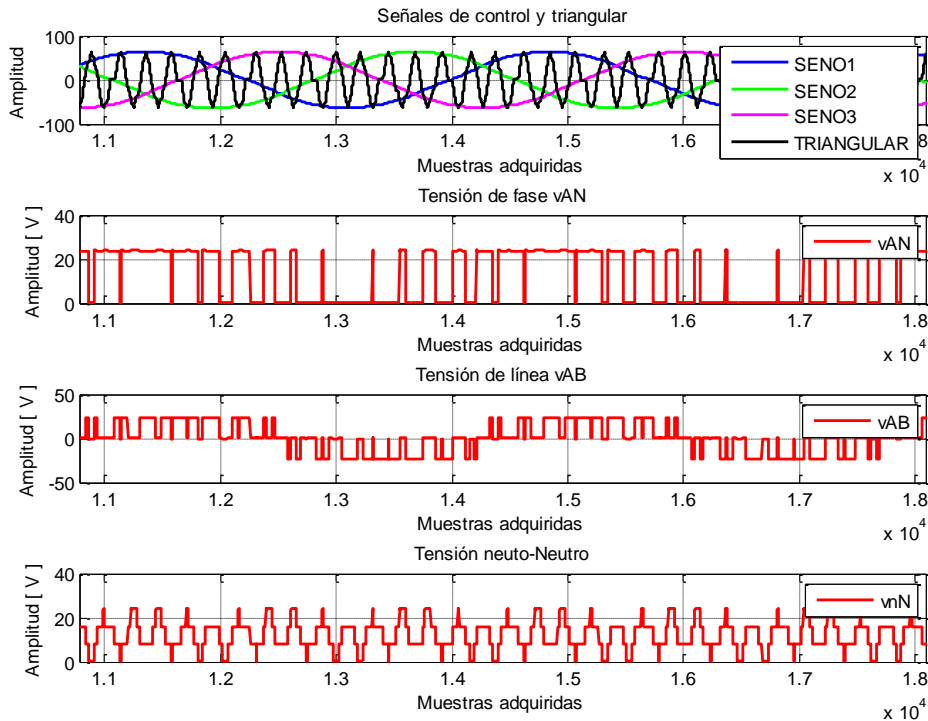 Señales de control y triangular
Amplitud
100
0
-100
SENO1
SENO2
SENO3
TRIANGULAR
1.1 1.2 1.3 1.4 1.5 1.6 1.7 1.8
Muestras adquiridas
x 10^4
Tensión de fase vAN
Amplitud [ V ]
40
20
0
vAN
1.1 1.2 1.3 1.4 1.5 1.6 1.7 1.8
Muestras adquiridas
x 10^4
Tensión de línea vAB
Amplitud [ V ]
50
0
-50
vAB
1.1 1.2 1.3 1.4 1.5 1.6 1.7 1.8
Muestras adquiridas
x 10^4
Tensión neuto-Neutro
Amplitud [ V ]
40
20
0
vnN
1.1 1.2 1.3 1.4 1.5 1.6 1.7 1.8
Muestras adquiridas
x 10^4